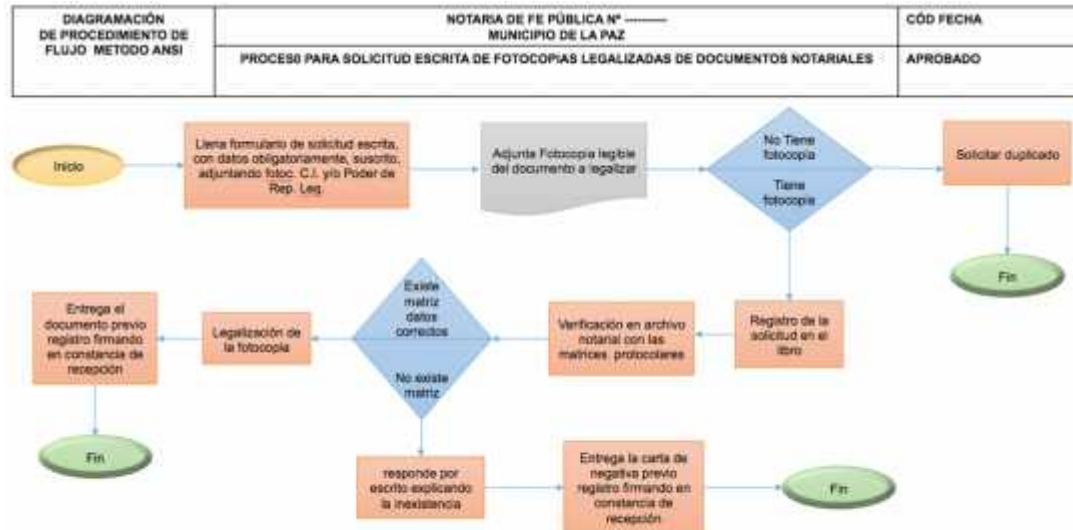 DIAGRAMACIÓN
DE PROCEDIMIENTO DE
FLUJO METODO ANSI
NOTARIA DE FE PÚBLICA Nº ----------
MUNICIPIO DE LA PAZ
CÓD FECHA
PROCESO PARA SOLICITUD ESCRITA DE FOTOCOPIAS LEGALIZADAS DE DOCUMENTOS NOTARIALES
APROBADO
Inicio
Llena formulario de solicitud escrita,
con datos obligatoriamente, suscrito,
adjuntando fotoc. C.I. y/o Poder de
Rep. Leg.
Adjunta Fotocopia legible
del documento a legalizar
No Tiene
fotocopia
Tiene
fotocopia
Solicitar duplicado
Fin
Entrega el
documento previo
registro firmando
en constancia de
recepción
Legalización de
la fotocopia
Existe
matriz
datos
correctos
No existe
matriz
Verificación en archivo
notarial con las
matrices protocolares
Registro de la
solicitud en el
libro
Fin
responde por
escrito explicando
la inexistencia
Entrega la carta de
negativa previo
registro firmando en
constancia de
recepción
Fin